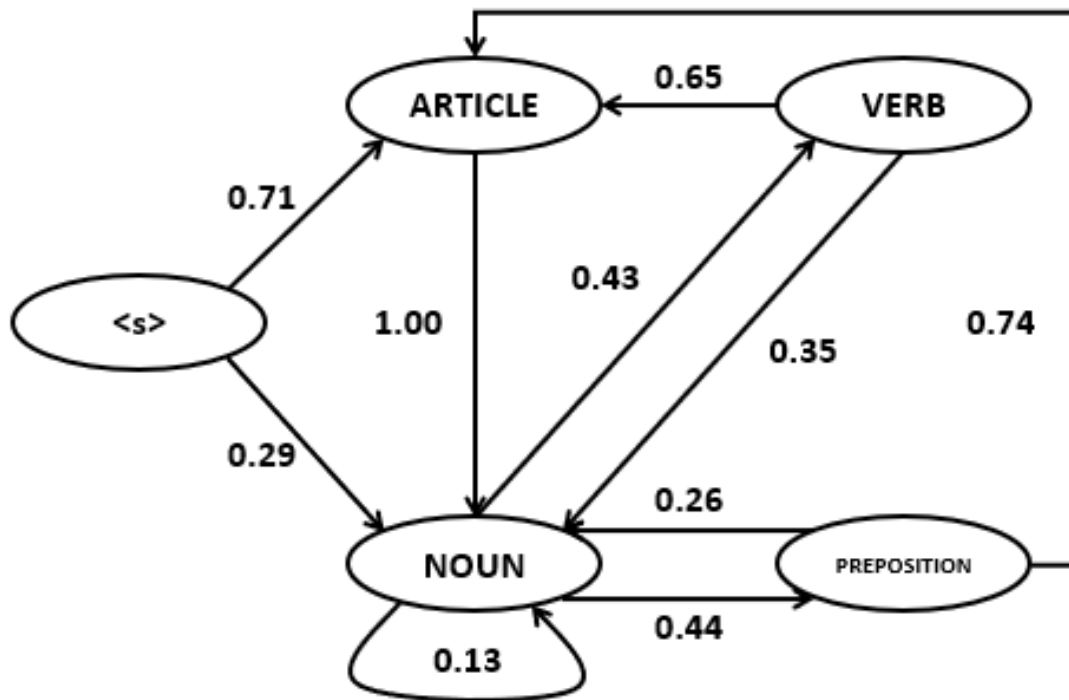 0.65
ARTICLE
VERB
0.71
0.43
<s>
1.00
0.74
0.35
0.29
0.26
NOUN
PREPOSITION
0.44
0.13